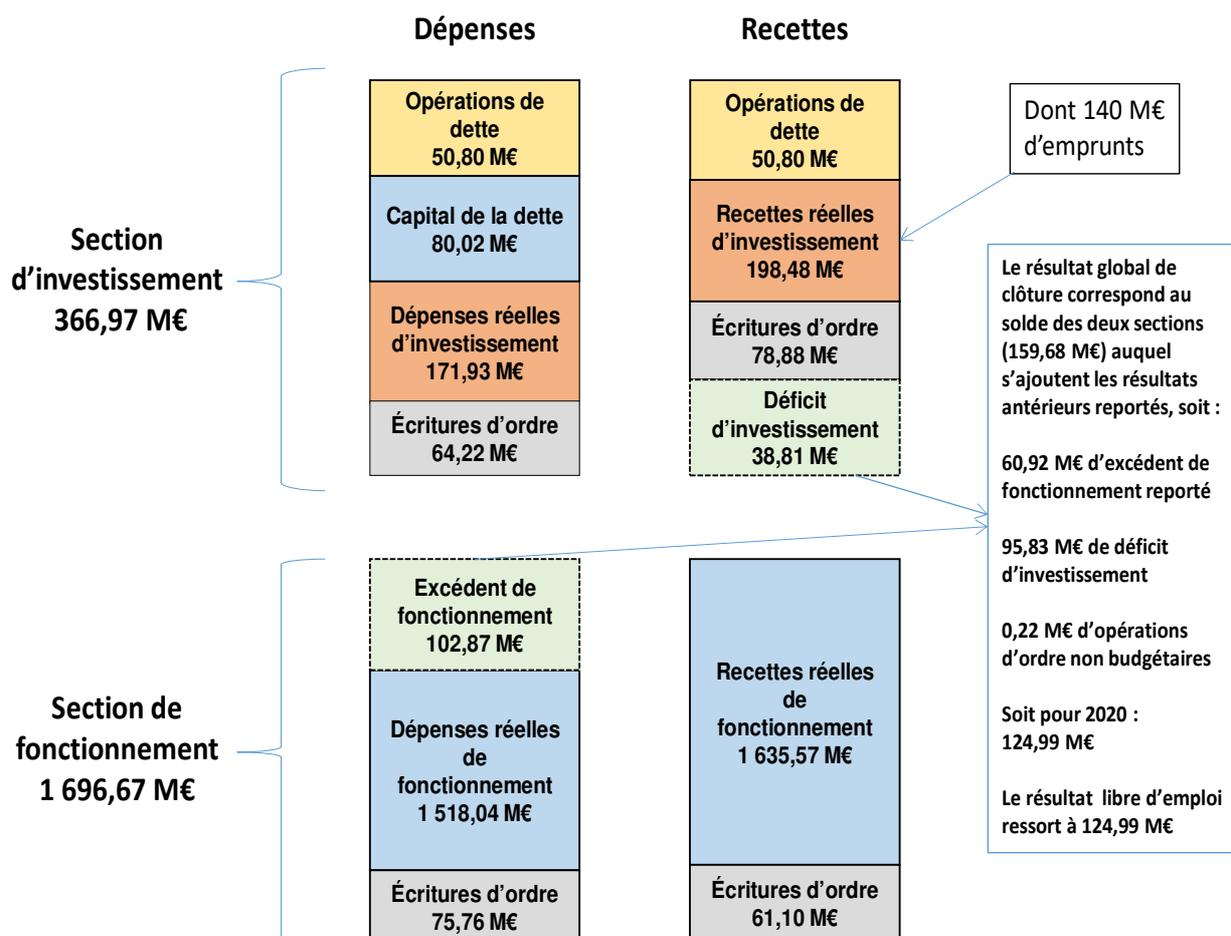 Dépenses
Recettes
Section
d’investissement
366,97 M€
Opérations de
dette
50,80 M€
Capital de la dette
80,02 M€
Dépenses réelles
d’investissement
171,93 M€
Écritures d’ordre
64,22 M€
Opérations de
dette
50,80 M€
Recettes réelles
d’investissement
198,48 M€
Écritures d’ordre
78,88 M€
Déficit
d’investissement
38,81 M€
Dont 140 M€
d’emprunts
Le résultat global de
clôture correspond au
solde des deux sections
(159,68 M€) auquel
s’ajoutent les résultats
antérieurs reportés, soit :
60,92 M€ d’excédent de
fonctionnement reporté
95,83 M€ de déficit
d’investissement
0,22 M€ d’opérations
d’ordre non budgétaires
Soit pour 2020 :
124,99 M€
Le résultat libre d’emploi
ressort à 124,99 M€
Section de
fonctionnement
1 696,67 M€
Excédent de
fonctionnement
102,87 M€
Dépenses réelles
de
fonctionnement
1 518,04 M€
Écritures d’ordre
75,76 M€
Recettes réelles
de
fonctionnement
1 635,57 M€
Écritures d’ordre
61,10 M€